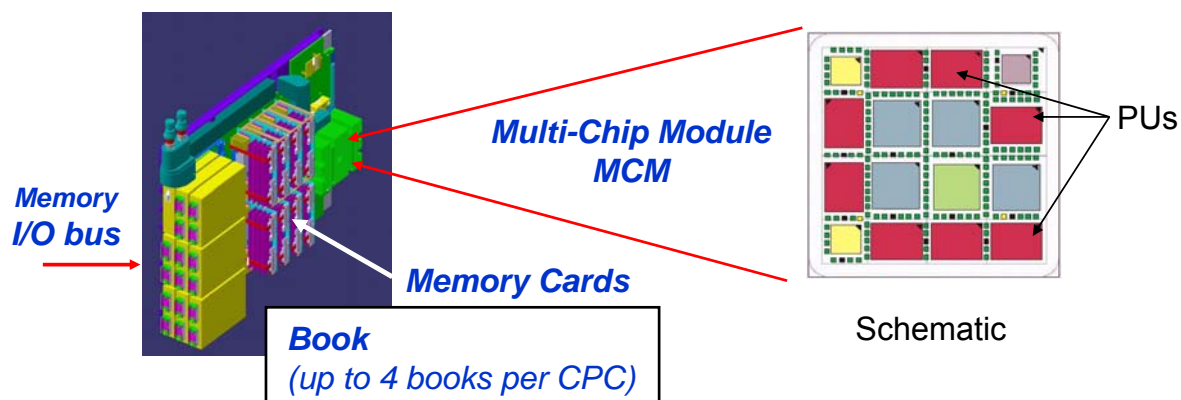 Multi-Chip Module
MCM
PUs
Memory
I/O bus
Memory Cards
Schematic
Book
(up to 4 books per CPC)